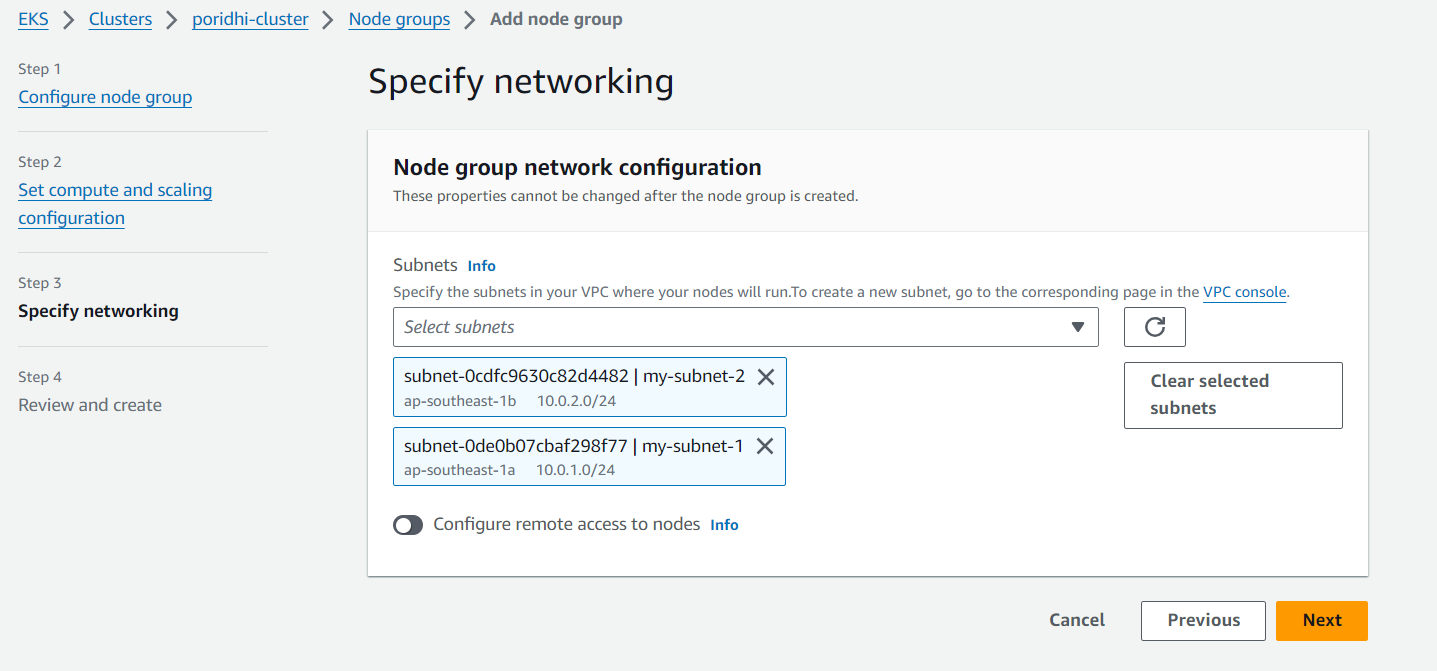 EKS > Clusters > poridhi-cluster > Node groups > Add node group
Step 1
Configure node group
Step 2
Set compute and scaling
configuration
Step 3
Specify networking
Step 4
Review and create
Specify networking
Node group network configuration
These properties cannot be changed after the node group is created.
Subnets Info
Specify the subnets in your VPC where your nodes will run.To create a new subnet, go to the corresponding page in the VPC console.
Select subnets
subnet-0cdfc9630c82d4482 | my-subnet-2
ap-southeast-1b 10.0.2.0/24
subnet-0de0b07cbaf298f77 | my-subnet-1
ap-southeast-1a 10.0.1.0/24
Clear selected
subnets
Configure remote access to nodes Info
Cancel Previous Next